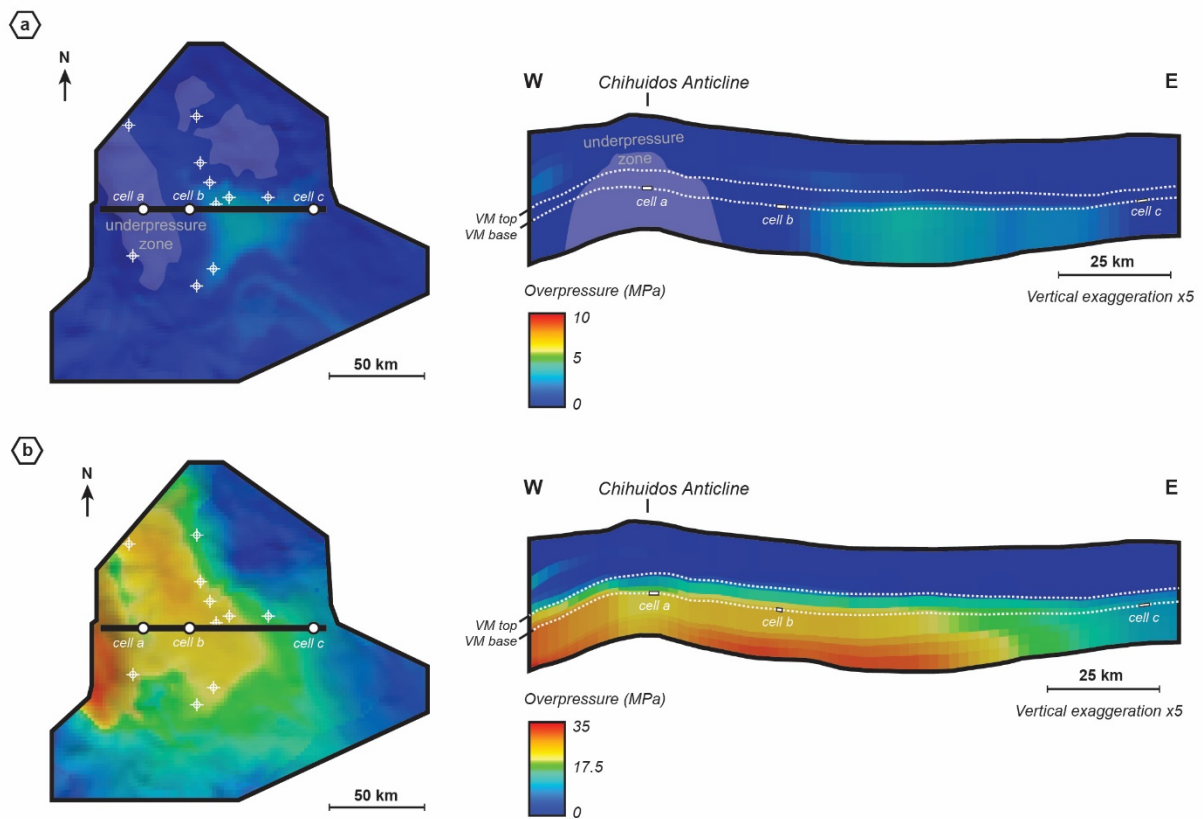 a
N
cell a
cell b
cell c
underpressure
zone
50 km
W
Chihuidos Anticline
E
underpressure
zone
cell a
cell b
cell c
VM top
VM base
25 km
Vertical exaggeration x5
Overpressure (MPa)
10
5
0
b
N
cell a
cell b
cell c
50 km
W
Chihuidos Anticline
E
cell a
cell b
cell c
VM top
VM base
25 km
Vertical exaggeration x5
Overpressure (MPa)
35
17.5
0